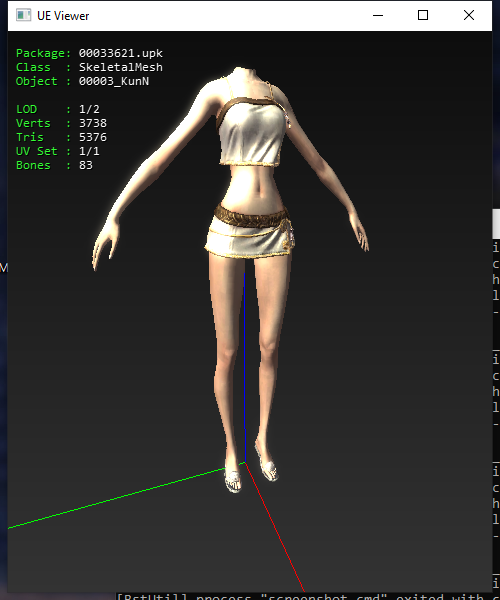 UE Viewer
Package: 00033621.upk
Class : SkeletalMesh
Object : 00003_KunN
LOD : 1/2
Verts : 3738
Tris : 5376
UV Set : 1/1
Bones : 83
M
i
c
h
l
-
i
c
h
l
-
i
c
h
l
-
i
[BstUtil] process "screenshot.cmd" exited with c